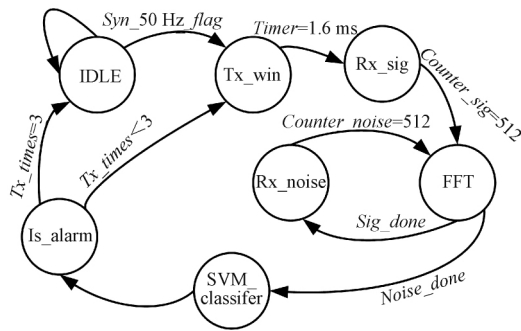 Syn_50 Hz_flag
Timer=1.6 ms
IDLE
Tx_win
Rx_sig
Counter_sig=512
Tx_times=3
Tx_times<3
Counter_noise=512
Rx_noise
FFT
Sig_done
Is_alarm
SVM_
classifer
Noise_done